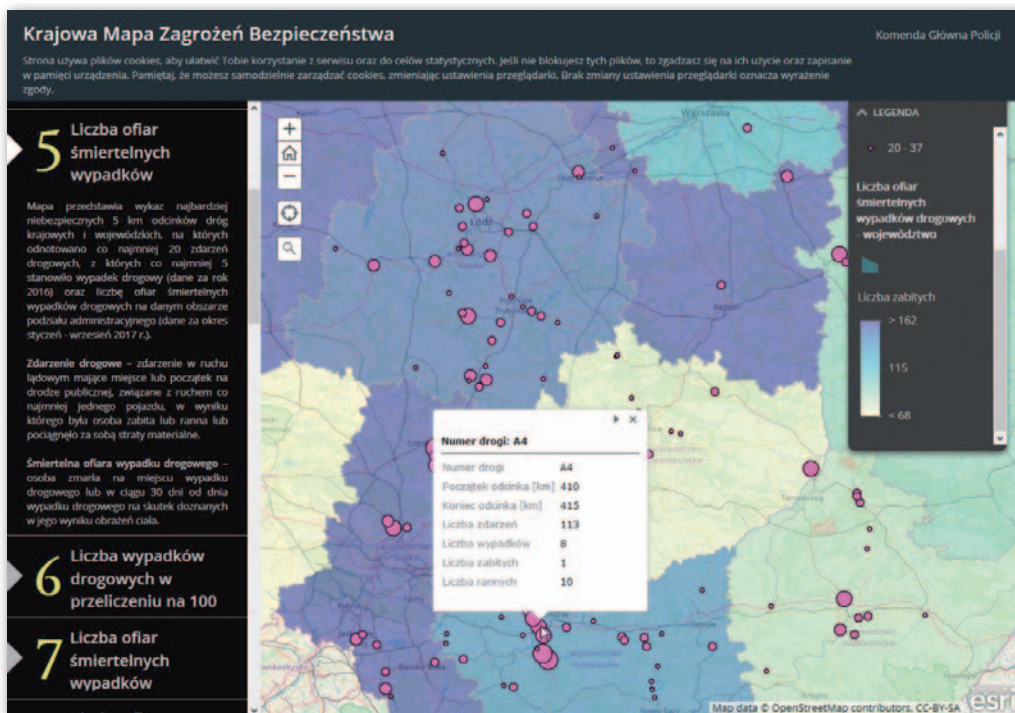 Krajowa Mapa Zagrożeń Bezpieczeństwa
Komenda Główna Policji
Strona używa plików cookies, aby ułatwić Tobie korzystanie z serwisu oraz do celów statystycznych. Jeśli nie blokujesz tych plików, to zgadzasz się na ich użycie oraz zapisanie
w pamięci urządzenia. Pamiętaj, że możesz samodzielnie zarządzać cookies, zmieniając ustawienia przeglądarki. Brak zmiany ustawienia przeglądarki oznacza wyrażenie
zgody.
5 Liczba ofiar
śmiertelnych
wypadków
Mapa przedstawia wykaz najbardziej
niebezpiecznych 5 km odcinków dróg
krajowych i wojewódzkich, na których
odnotowano co najmniej 20 zdarzeń
drogowych, z których co najmniej 5
stanowiło wypadek drogowy (dane za rok
2016) oraz liczbę ofiar śmiertelnych
wypadków drogowych na danym obszarze
podziału administracyjnego (dane za okres
styczeń - wrzesień 2017 r.).
Zdarzenie drogowe – zdarzenie w ruchu
lądowym mające miejsce lub początek na
drodze publicznej, związane z ruchem co
najmniej jednego pojazdu, w wyniku
którego była osoba zabita lub ranna lub
pociągnęło za sobą straty materialne.
Śmiertelna ofiara wypadku drogowego –
osoba zmarła na miejscu wypadku
drogowego lub w ciągu 30 dni od dnia
wypadku drogowego na skutek doznanych
w jego wyniku obrażeń ciała.
6 Liczba wypadków
drogowych w
przeliczeniu na 100
7 Liczba ofiar
śmiertelnych
wypadków
Warszawa
Łódź
Tarnobrzeg
LEGENDA
20 - 37
Liczba ofiar
śmiertelnych
wypadków drogowych
- województwo
Liczba zabitych
> 162
115
< 68
Numer drogi: A4
Numer drogi A4
Początek odcinka [km] 410
Koniec odcinka [km] 415
Liczba zdarzeń 113
Liczba wypadków 8
Liczba zabitych 1
Liczba rannych 10
Map data © OpenStreetMap contributors, CC-BY-SA
esri